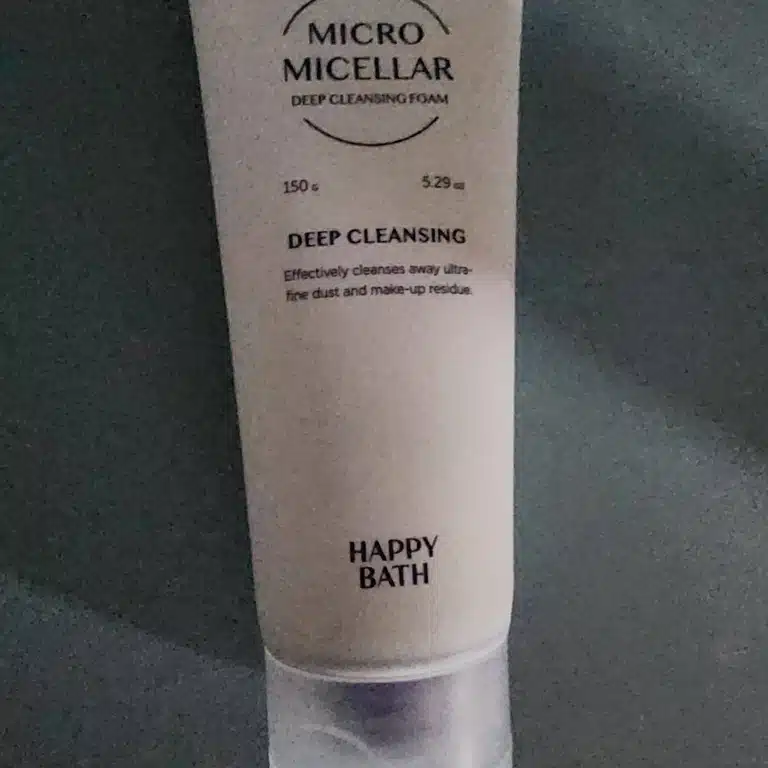 MICRO
MICELLAR
DEEP CLEANSING FOAM
150 G 5.29 oz
DEEP CLEANSING
Effectively cleanses away ultra-
fine dust and make-up residue.
HAPPY
BATH